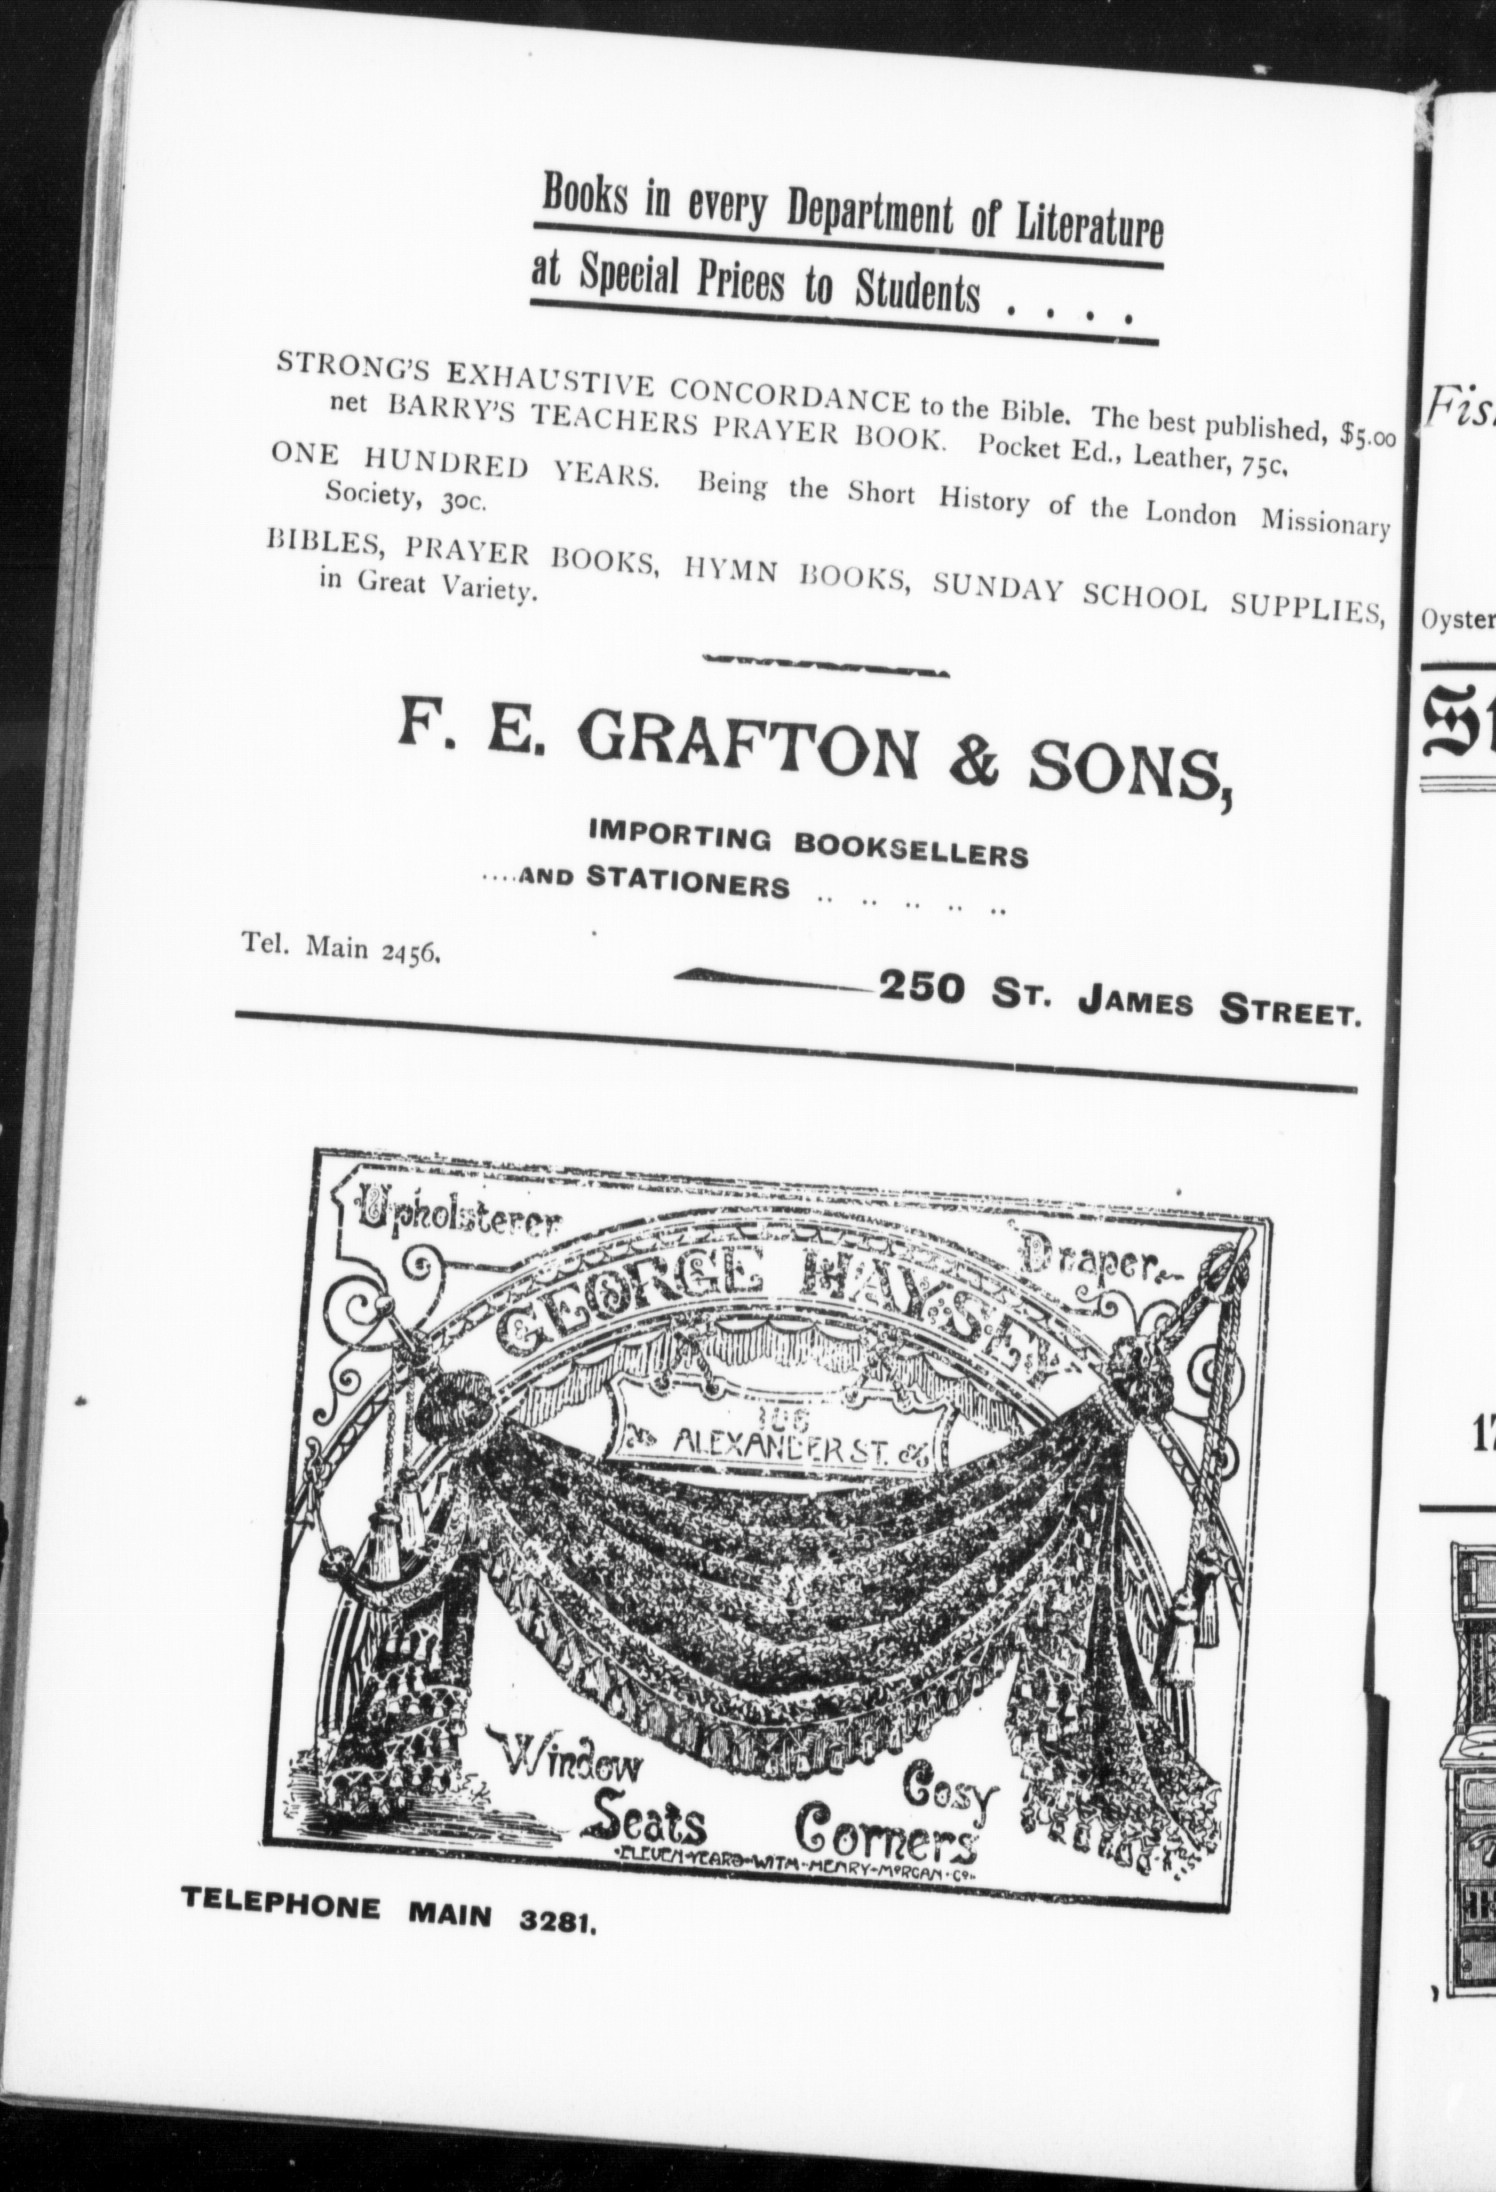 Books in every Department of Literature
at Special Prices to Students . . . .
STRONG'S EXHAUSTIVE CONCORDANCE to the Bible. The best published, $5.00
net BARRY'S TEACHERS PRAYER BOOK. Pocket Ed., Leather, 75c.
ONE HUNDRED YEARS. Being the Short History of the London Missionary
Society, 30c.
BIBLES, PRAYER BOOKS, HYMN BOOKS, SUNDAY SCHOOL SUPPLIES,
in Great Variety.
F. E. GRAFTON & SONS,
IMPORTING BOOKSELLERS
....AND STATIONERS .. .. .. .. ..
Tel. Main 2456.
250 ST. JAMES STREET.
Upholsterer
Draper
GEORGE HAYSEY
ALEXANDER ST.
Window
Seats
Cosy
Corners
ELEVEN YEARS WITH HENRY MORGAN Co
TELEPHONE MAIN 3281.
Fis
Oyster
St
17